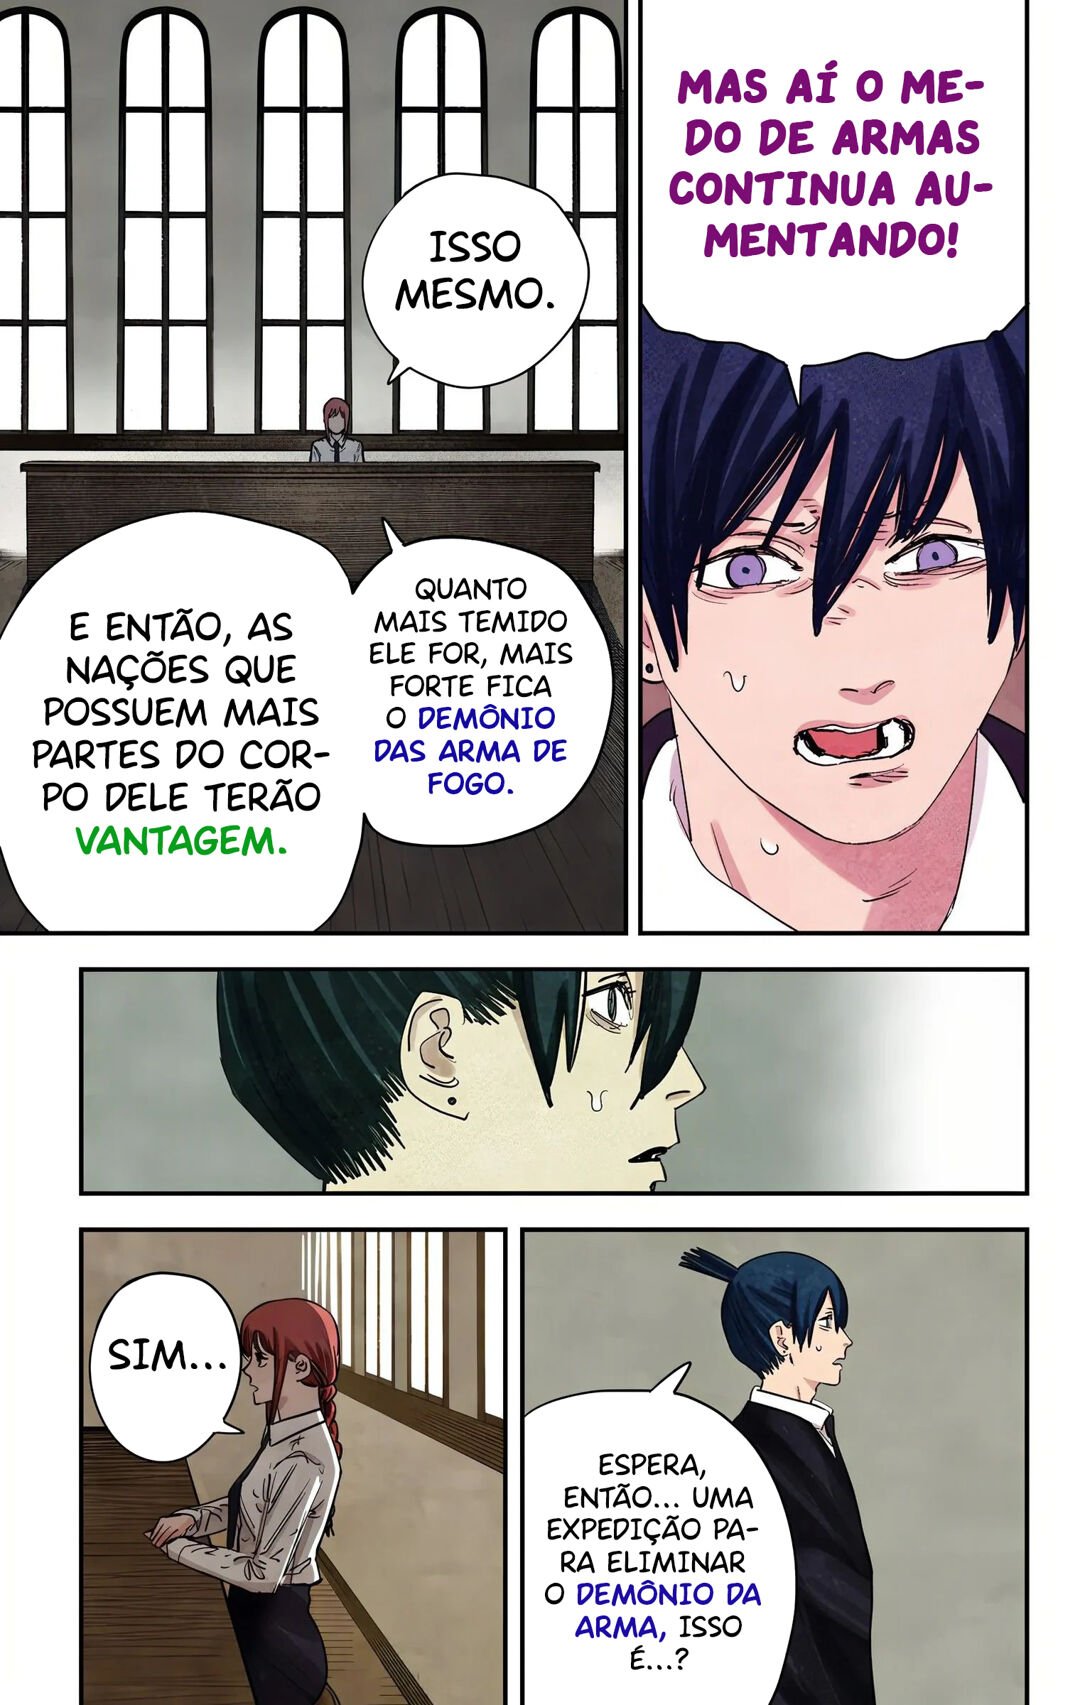 MAS AÍ O ME-
DO DE ARMAS
CONTINUA AU-
MENTANDO!
ISSO
MESMO.
QUANTO
MAIS TEMIDO
ELE FOR, MAIS
FORTE FICA
O DEMÔNIO
DAS ARMA DE
FOGO.
E ENTÃO, AS
NAÇÕES QUE
POSSUEM MAIS
PARTES DO COR-
PO DELE TERÃO
VANTAGEM.
ESPERA,
ENTÃO... UMA
EXPEDIÇÃO PA-
RA ELIMINAR
O DEMÔNIO DA
ARMA, ISSO
É...?
SIM...